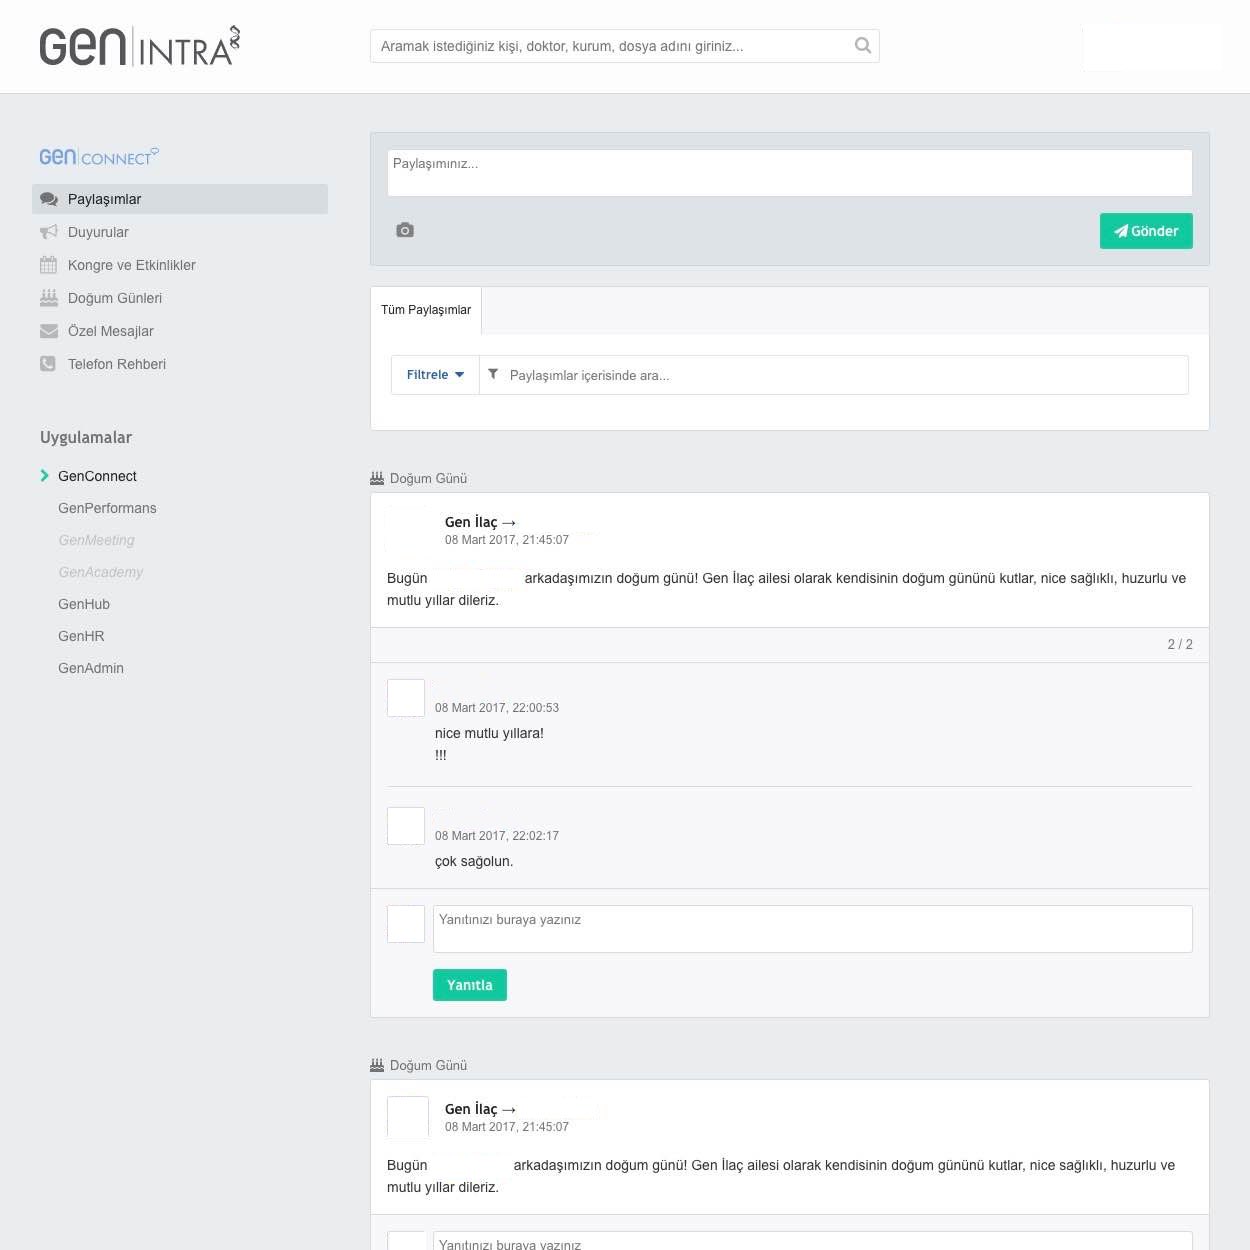 Gen INTRA
Aramak istediğiniz kişi, doktor, kurum, dosya adını giriniz...
Gen CONNECT
Paylaşımlar
Duyurular
Kongre ve Etkinlikler
Doğum Günleri
Özel Mesajlar
Telefon Rehberi
Uygulamalar
GenConnect
GenPerformans
GenMeeting
GenAcademy
GenHub
GenHR
GenAdmin
Paylaşımınız...
Gönder
Tüm Paylaşımlar
Filtrele
Paylaşımlar içerisinde ara...
Doğum Günü
Gen İlaç →
08 Mart 2017, 21:45:07
Bugün arkadaşımızın doğum günü! Gen İlaç ailesi olarak kendisinin doğum gününü kutlar, nice sağlıklı, huzurlu ve
mutlu yıllar dileriz.
2 / 2
08 Mart 2017, 22:00:53
nice mutlu yıllara!
!!!
08 Mart 2017, 22:02:17
çok sağolun.
Yanıtınızı buraya yazınız
Yanıtla
Doğum Günü
Gen İlaç →
08 Mart 2017, 21:45:07
Bugün arkadaşımızın doğum günü! Gen İlaç ailesi olarak kendisinin doğum gününü kutlar, nice sağlıklı, huzurlu ve
mutlu yıllar dileriz.
Yanıtınızı buraya yazınız